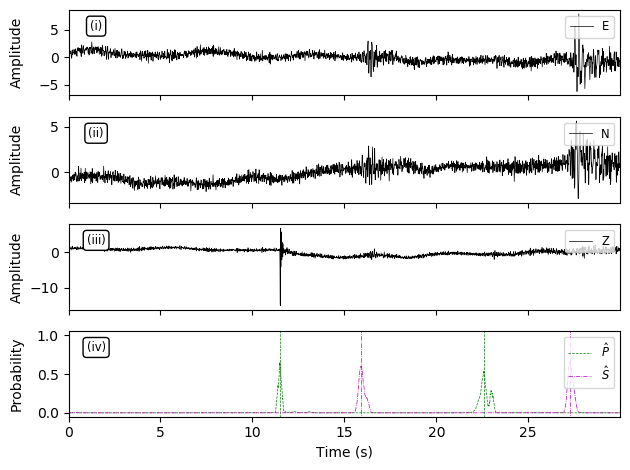 (i)
E
Amplitude
5
0
−5
(ii)
N
Amplitude
5
0
(iii)
Z
Amplitude
0
−10
(iv)
P̂
Ŝ
Probability
1.0
0.5
0.0
0 5 10 15 20 25
Time (s)